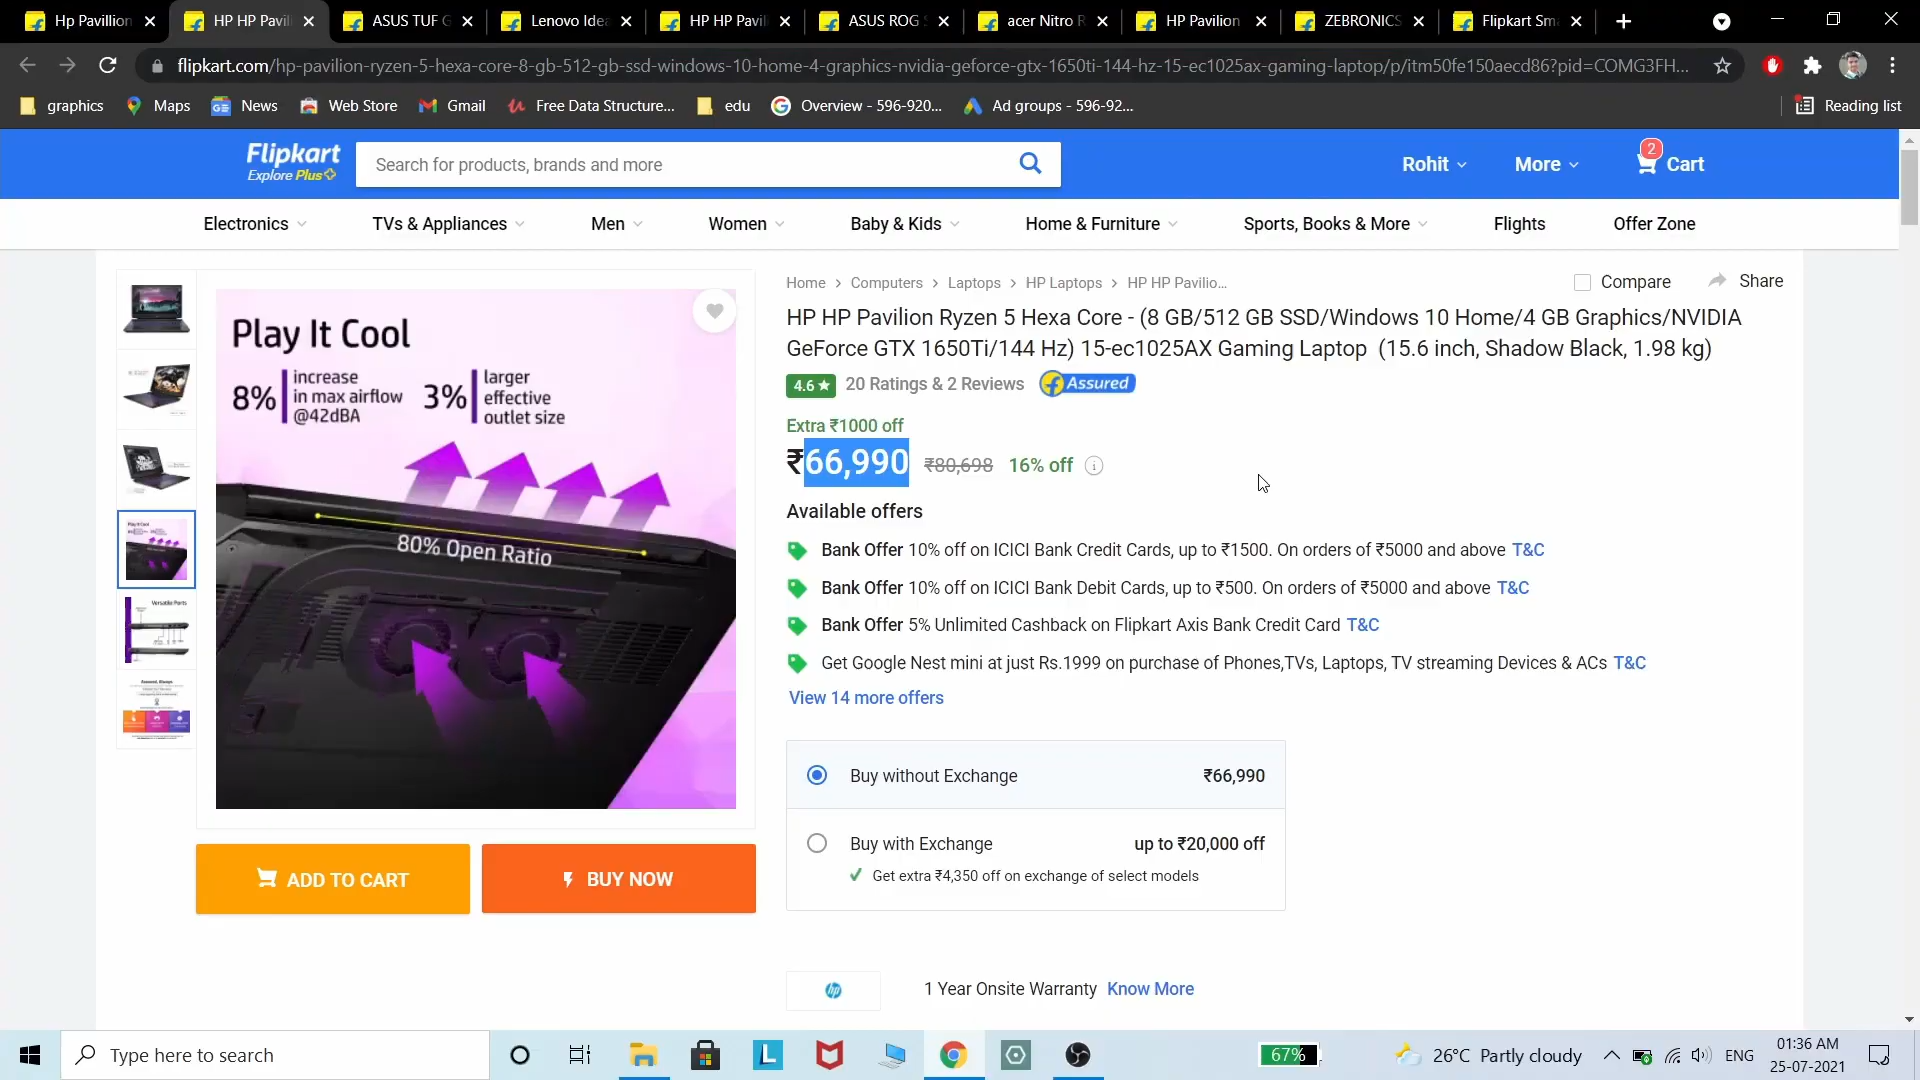 Hp Pavillion
HP HP Pavil
ASUS TUF G
Lenovo Idea
HP HP Pavil
ASUS ROG S
acer Nitro R
HP Pavilion
ZEBRONICS
Flipkart Sma
flipkart.com/hp-pavilion-ryzen-5-hexa-core-8-gb-512-gb-ssd-windows-10-home-4-graphics-nvidia-geforce-gtx-1650ti-144-hz-15-ec1025ax-gaming-laptop/p/itm50fe150aecd86?pid=COMG3FH...
graphics
Maps
News
Web Store
Gmail
Free Data Structure...
edu
Overview - 596-920...
Ad groups - 596-92...
Reading list
Flipkart
Explore Plus
Search for products, brands and more
Rohit
More
2
Cart
Electronics
TVs & Appliances
Men
Women
Baby & Kids
Home & Furniture
Sports, Books & More
Flights
Offer Zone
Home > Computers > Laptops > HP Laptops > HP HP Pavilio...
Compare
Share
HP HP Pavilion Ryzen 5 Hexa Core - (8 GB/512 GB SSD/Windows 10 Home/4 GB Graphics/NVIDIA
GeForce GTX 1650Ti/144 Hz) 15-ec1025AX Gaming Laptop (15.6 inch, Shadow Black, 1.98 kg)
4.6★ 20 Ratings & 2 Reviews Assured
Extra ₹1000 off
₹66,990 ₹80,698 16% off
Available offers
Bank Offer 10% off on ICICI Bank Credit Cards, up to ₹1500. On orders of ₹5000 and above T&C
Bank Offer 10% off on ICICI Bank Debit Cards, up to ₹500. On orders of ₹5000 and above T&C
Bank Offer 5% Unlimited Cashback on Flipkart Axis Bank Credit Card T&C
Get Google Nest mini at just Rs.1999 on purchase of Phones,TVs, Laptops, TV streaming Devices & ACs T&C
View 14 more offers
Buy without Exchange ₹66,990
Buy with Exchange up to ₹20,000 off
Get extra ₹4,350 off on exchange of select models
hp
1 Year Onsite Warranty Know More
Play It Cool
8% increase
in max airflow
@42dBA
3% larger
effective
outlet size
80% Open Ratio
Play It Cool
Versatile Ports
ADD TO CART
BUY NOW
Type here to search
67%
26°C Partly cloudy
ENG
01:36 AM
25-07-2021